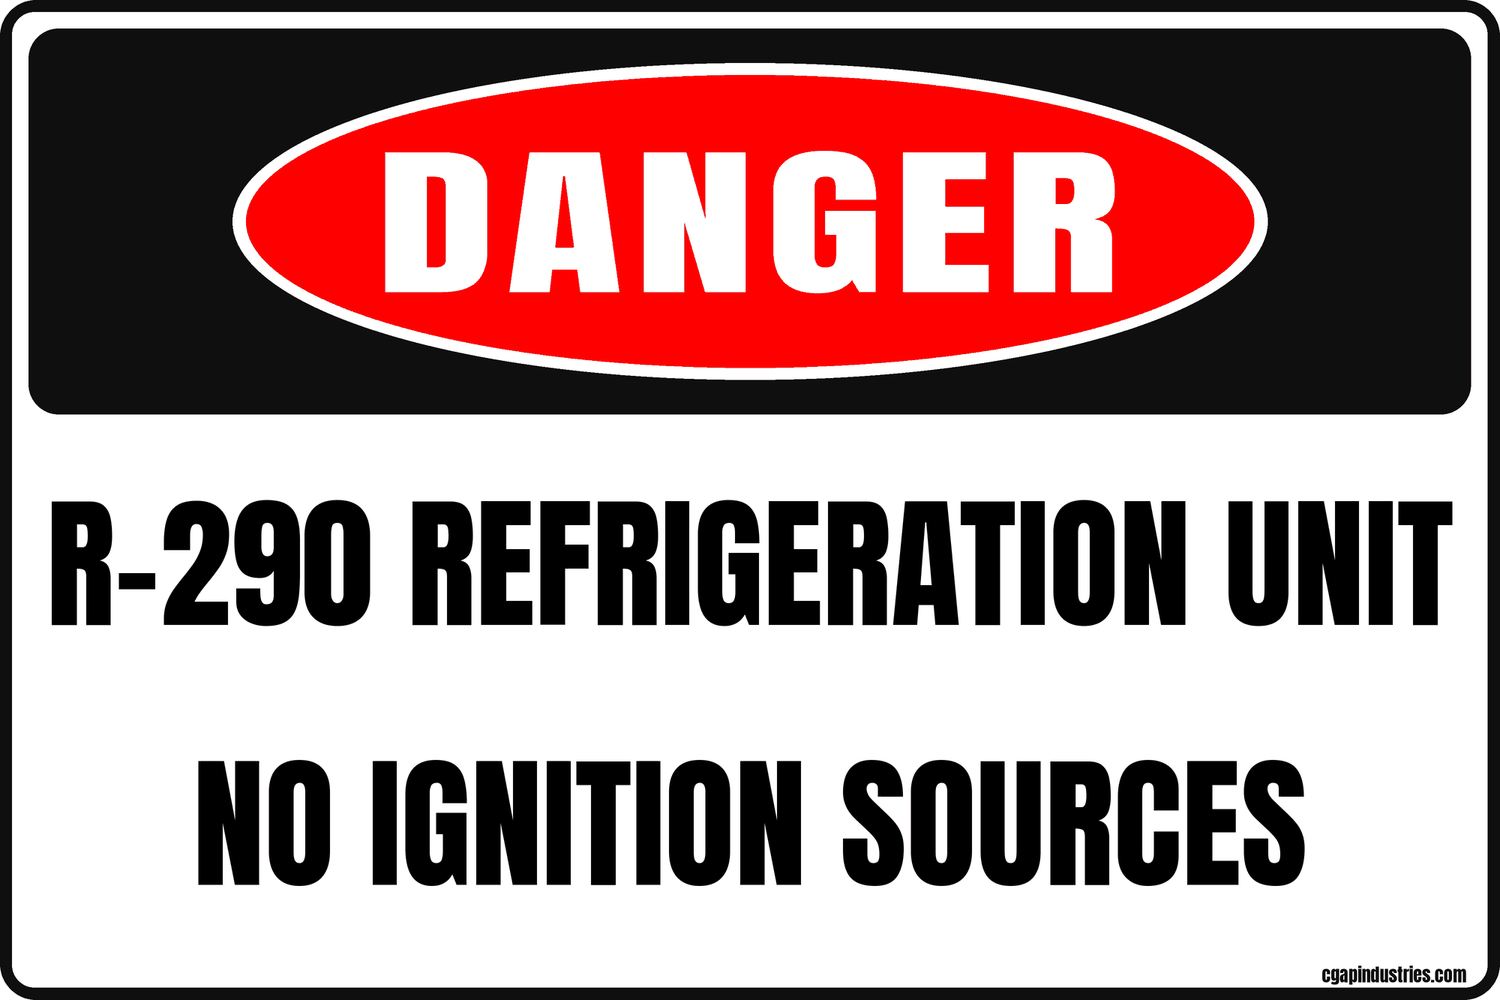 DANGER
R-290 REFRIGERATION UNIT
NO IGNITION SOURCES
cgapindustries.com